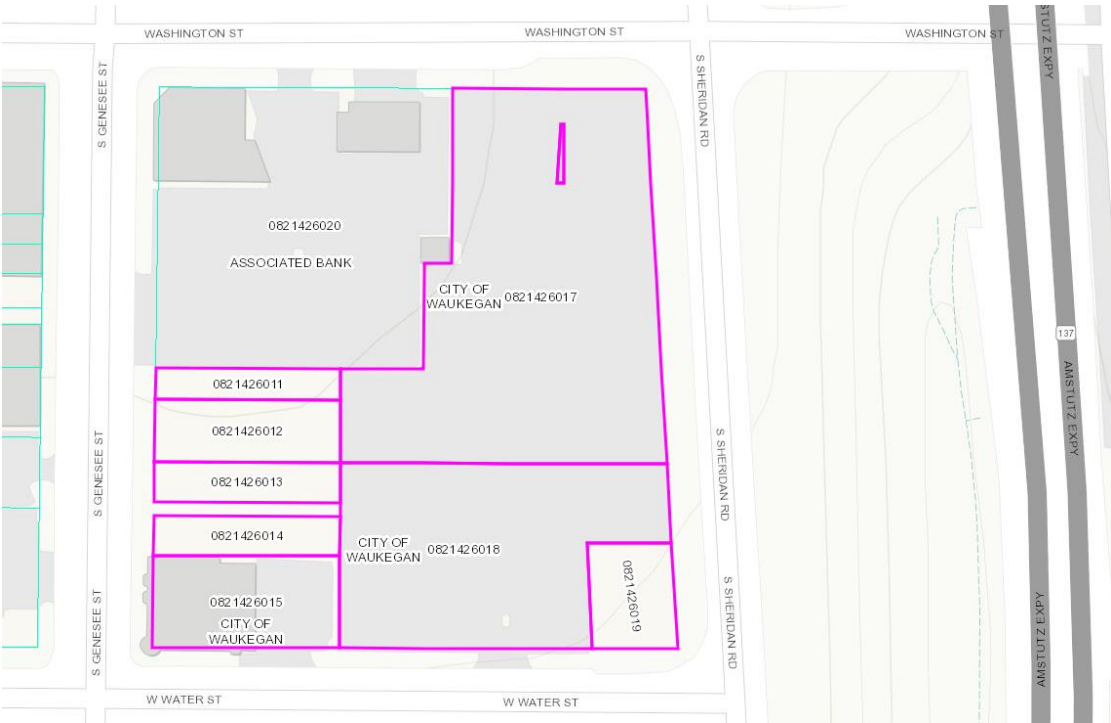 WASHINGTON ST
WASHINGTON ST
WASHINGTON ST
STUTZ EXPY
S GENESEE ST
S SHERIDAN RD
0821426020
ASSOCIATED BANK
CITY OF
WAUKEGAN
0821426017
137
AMSTUTZ EXPY
0821426011
0821426012
S GENESEE ST
S SHERIDAN RD
0821426013
0821426014
CITY OF
WAUKEGAN
0821426018
0821426019
S GENESEE ST
S SHERIDAN RD
0821426015
CITY OF
WAUKEGAN
AMSTUTZ EXPY
W WATER ST
W WATER ST